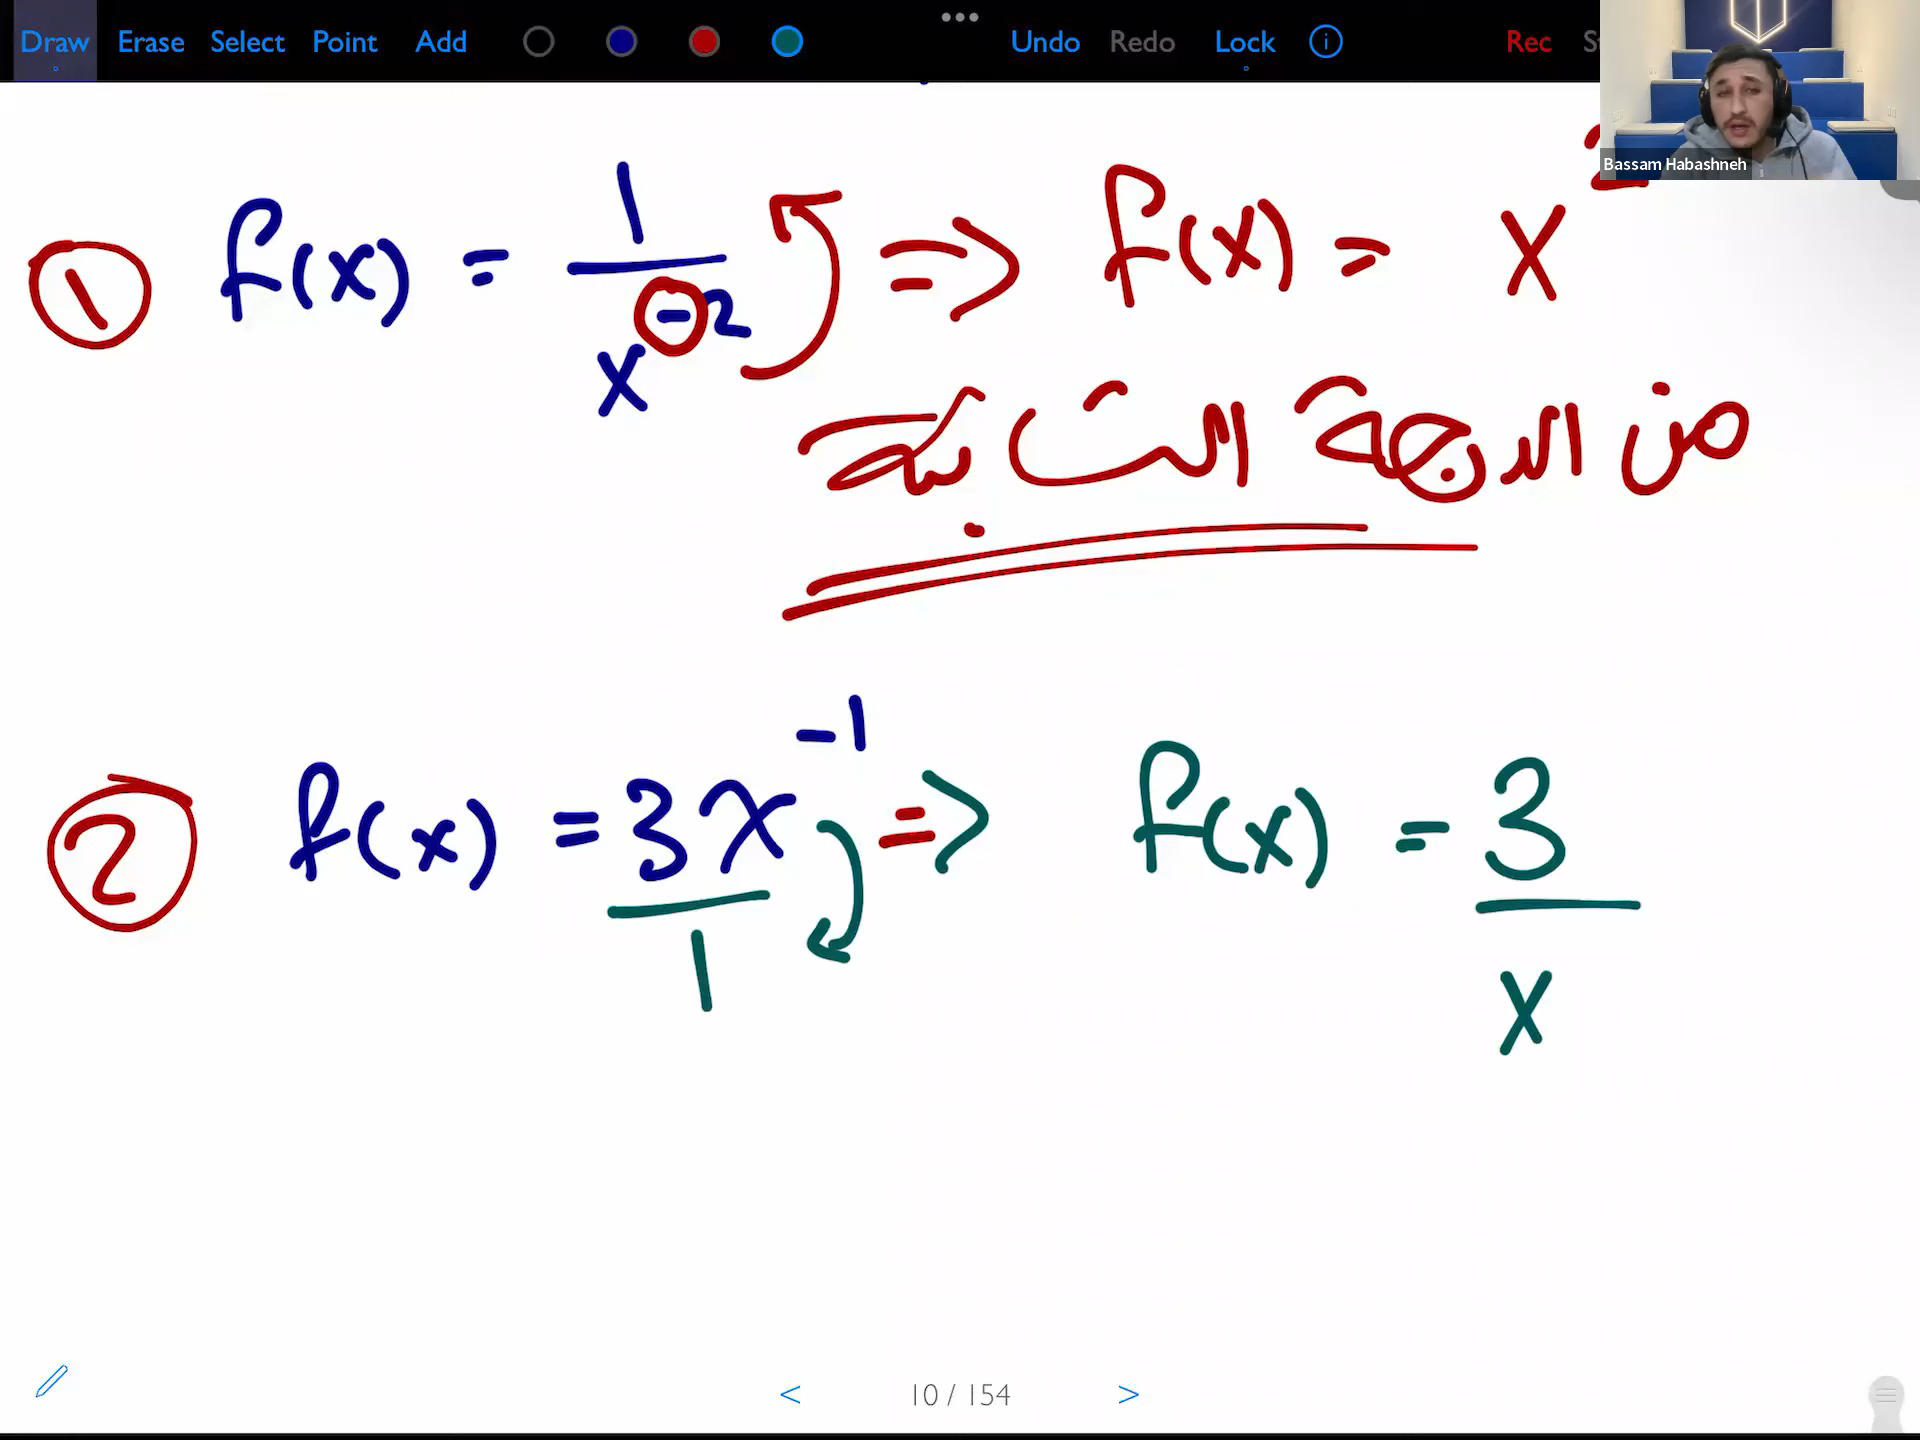 Draw Erase Select Point Add Undo Redo Lock Rec
Bassam Habashneh
① f(x) = 1/x⁻² => f(x) = x²
من الدرجة الثانية
② f(x) = 3x⁻¹/1 => f(x) = 3/x
< 10 / 154 >